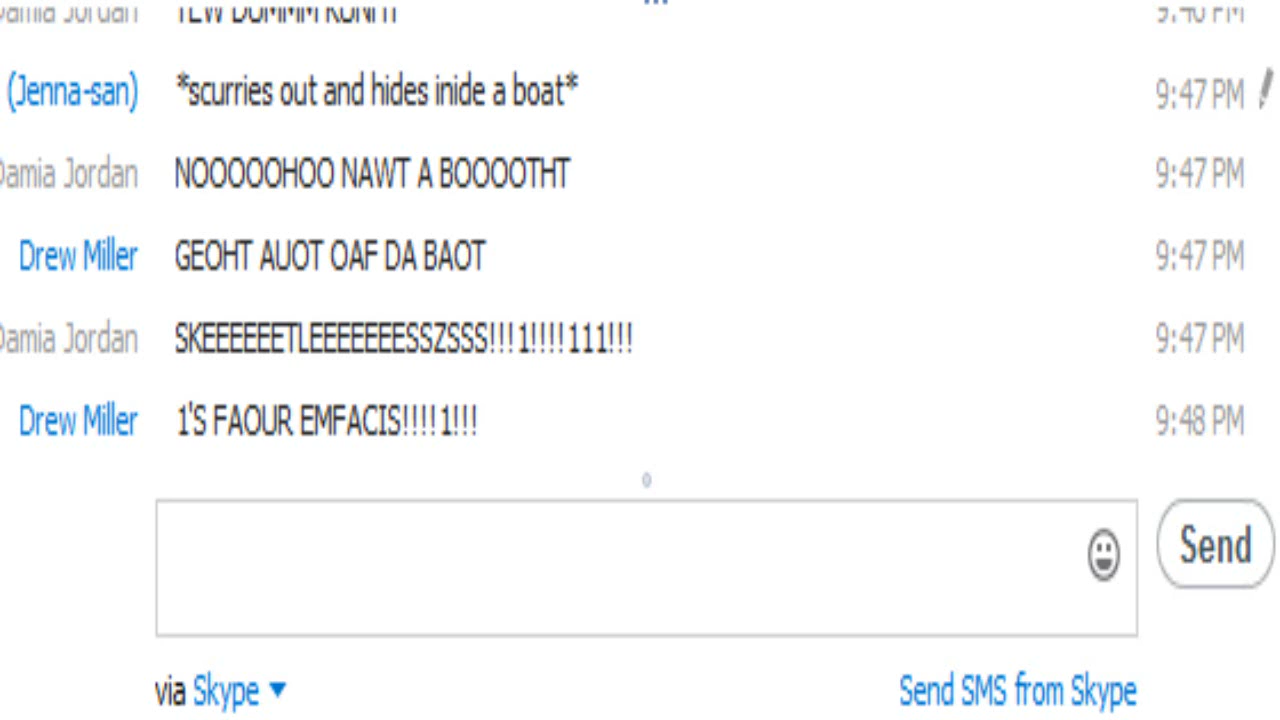 (Jenna-san) *scurries out and hides inide a boat* 9:47 PM
Damia Jordan NOOOOOHOO NAWT A BOOOOTHT 9:47 PM
Drew Miller GEOHT AUOT OAF DA BAOT 9:47 PM
Damia Jordan SKEEEEEETLEEEEEEESSZSSS!!!1!!!!111!!! 9:47 PM
Drew Miller 1'S FAOUR EMFACIS!!!!1!!! 9:48 PM
Send
via Skype Send SMS from Skype